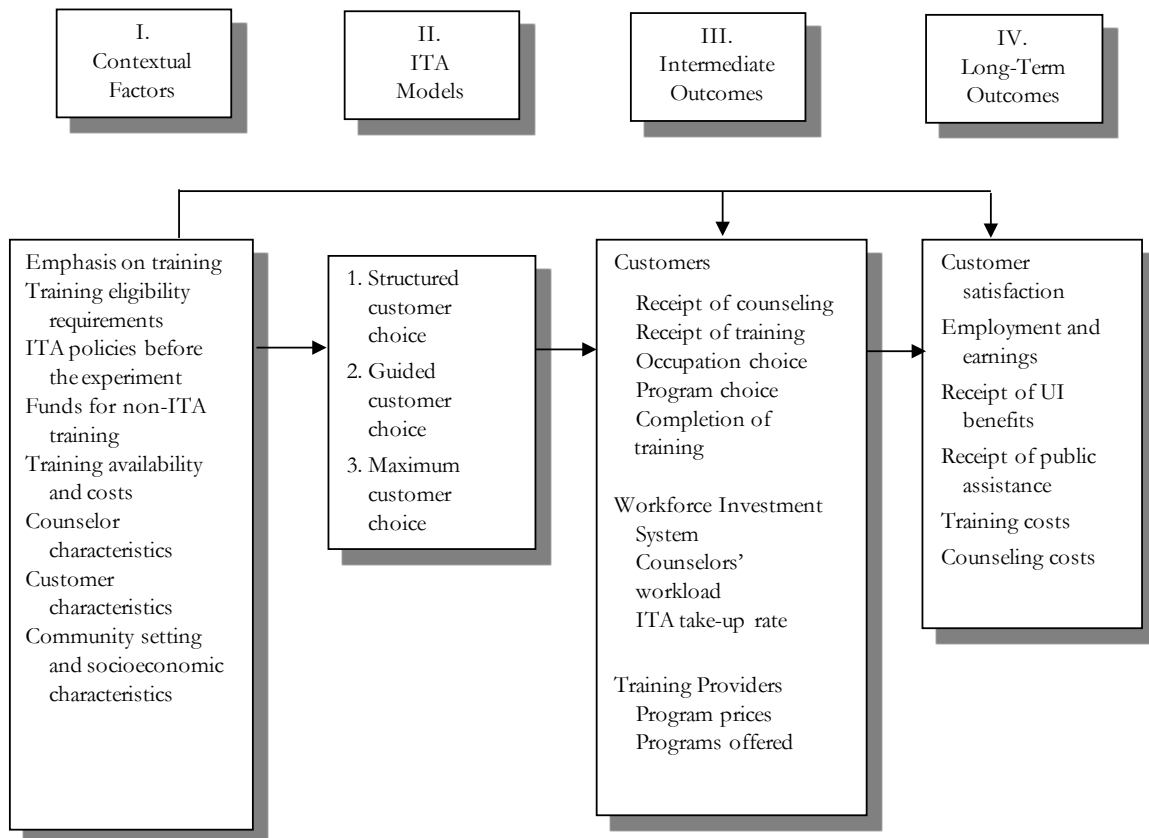 I.
Contextual
Factors
II.
ITA
Models
III.
Intermediate
Outcomes
IV.
Long-Term
Outcomes
Emphasis on training
Training eligibility
requirements
ITA policies before
the experiment
Funds for non-ITA
training
Training availability
and costs
Counselor
characteristics
Customer
characteristics
Community setting
and socioeconomic
characteristics
1. Structured
customer
choice
2. Guided
customer
choice
3. Maximum
customer
choice
Customers
Receipt of counseling
Receipt of training
Occupation choice
Program choice
Completion of
training
Workforce Investment
System
Counselors’
workload
ITA take-up rate
Training Providers
Program prices
Programs offered
Customer
satisfaction
Employment and
earnings
Receipt of UI
benefits
Receipt of public
assistance
Training costs
Counseling costs